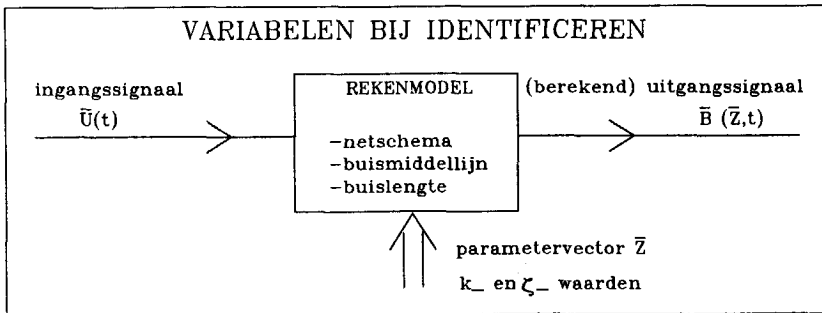 VARIABELEN BIJ IDENTIFICEREN
ingangssignaal
Ū(t)
REKENMODEL
-netschema
-buismiddellijn
-buislengte
(berekend) uitgangssignaal
B̄ (Z̄,t)
parametervector Z̄
k_ en ζ_ waarden